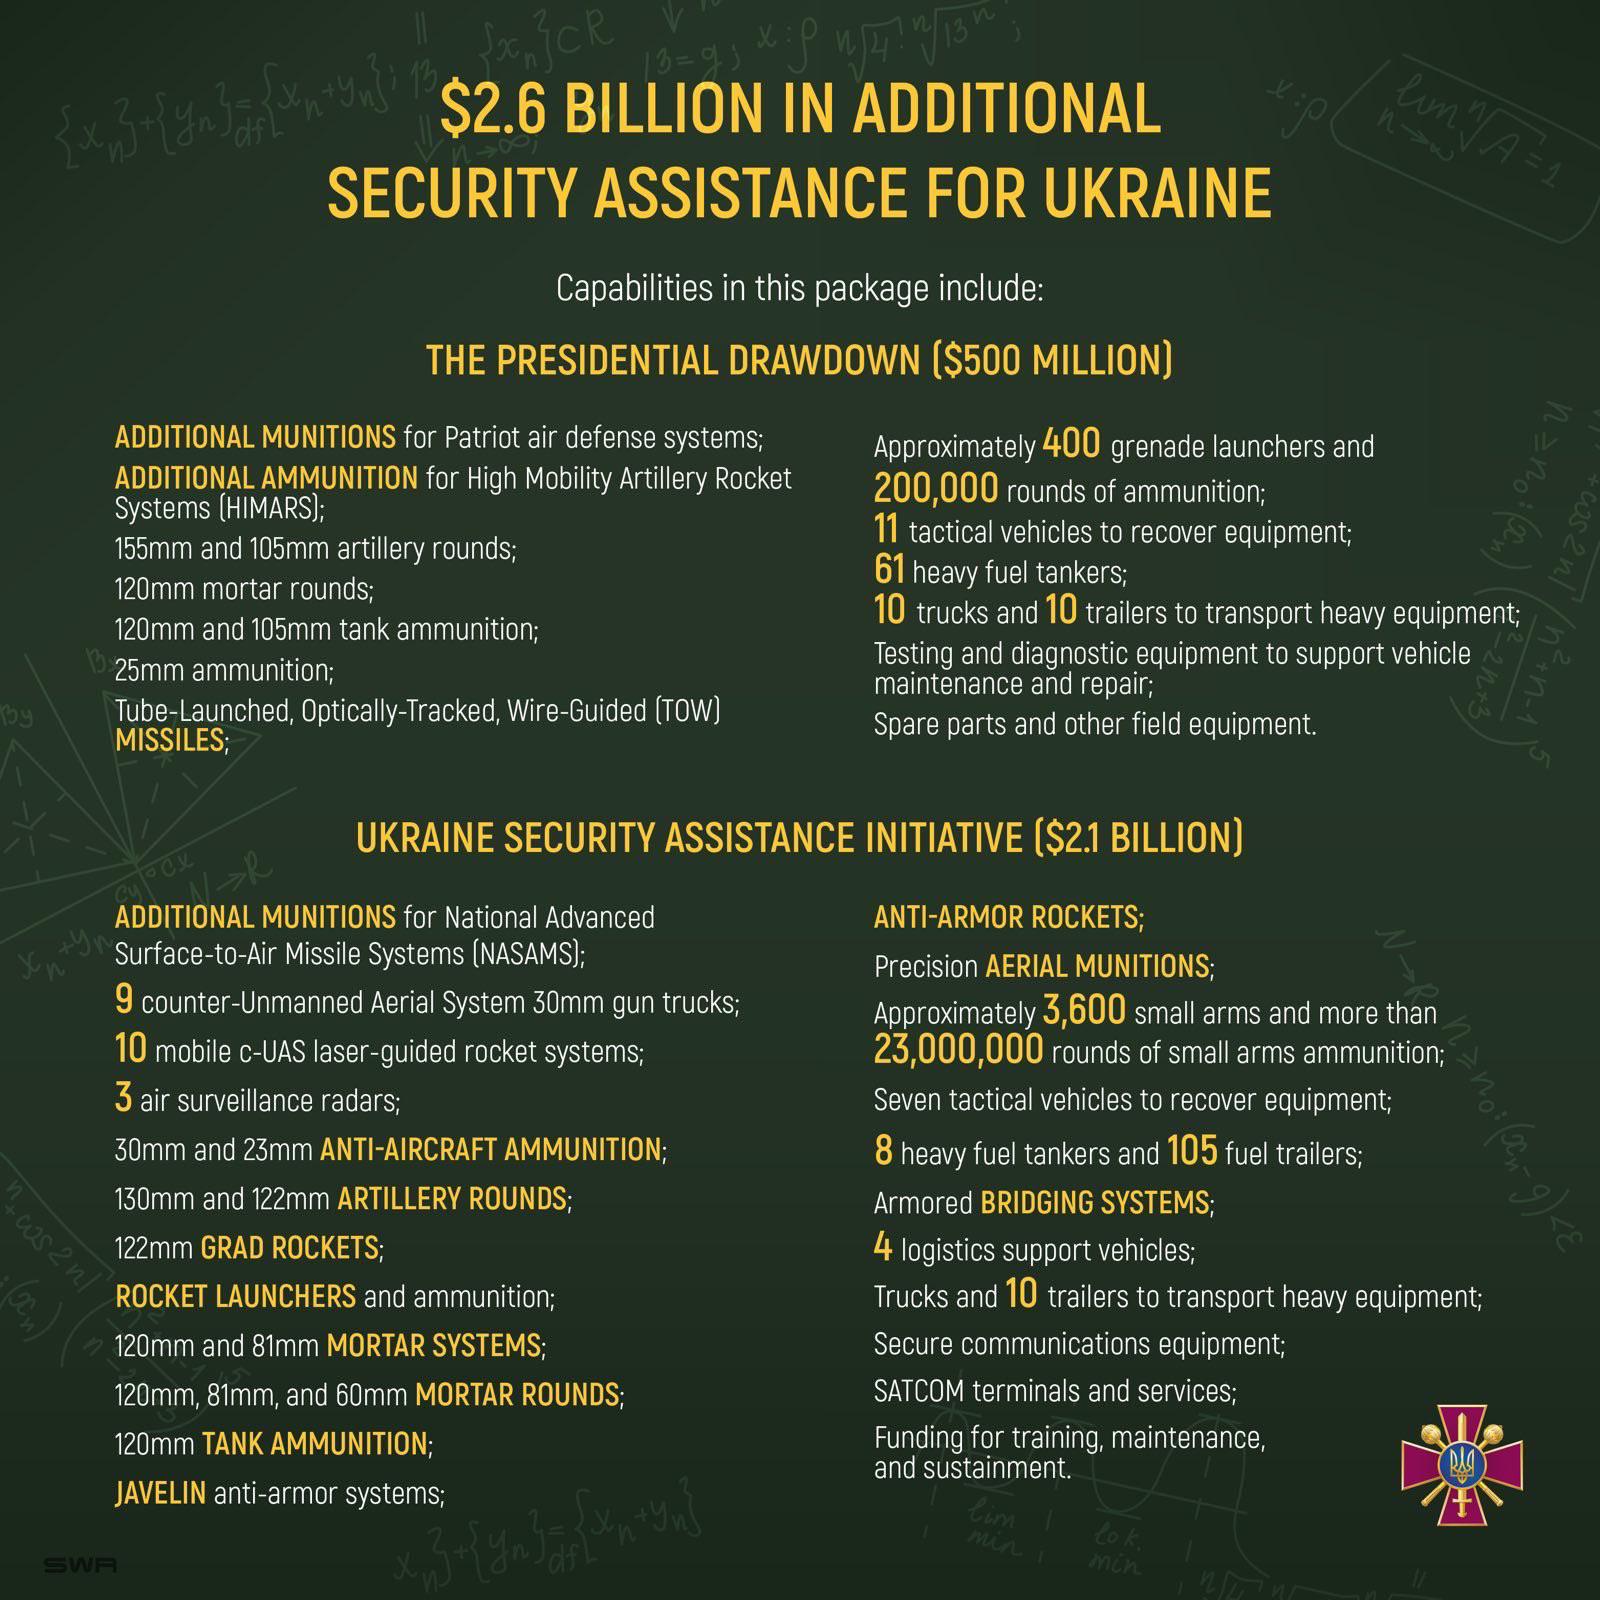 $2.6 BILLION IN ADDITIONAL
SECURITY ASSISTANCE FOR UKRAINE
Capabilities in this package include:
THE PRESIDENTIAL DRAWDOWN ($500 MILLION)
ADDITIONAL MUNITIONS for Patriot air defense systems;
ADDITIONAL AMMUNITION for High Mobility Artillery Rocket
Systems (HIMARS);
155mm and 105mm artillery rounds;
120mm mortar rounds;
120mm and 105mm tank ammunition;
25mm ammunition;
Tube-Launched, Optically-Tracked, Wire-Guided (TOW)
MISSILES;
Approximately 400 grenade launchers and
200,000 rounds of ammunition;
11 tactical vehicles to recover equipment;
61 heavy fuel tankers;
10 trucks and 10 trailers to transport heavy equipment;
Testing and diagnostic equipment to support vehicle
maintenance and repair;
Spare parts and other field equipment.
UKRAINE SECURITY ASSISTANCE INITIATIVE ($2.1 BILLION)
ADDITIONAL MUNITIONS for National Advanced
Surface-to-Air Missile Systems (NASAMS);
9 counter-Unmanned Aerial System 30mm gun trucks;
10 mobile c-UAS laser-guided rocket systems;
3 air surveillance radars;
30mm and 23mm ANTI-AIRCRAFT AMMUNITION;
130mm and 122mm ARTILLERY ROUNDS;
122mm GRAD ROCKETS;
ROCKET LAUNCHERS and ammunition;
120mm and 81mm MORTAR SYSTEMS;
120mm, 81mm, and 60mm MORTAR ROUNDS;
120mm TANK AMMUNITION;
JAVELIN anti-armor systems;
ANTI-ARMOR ROCKETS;
Precision AERIAL MUNITIONS;
Approximately 3,600 small arms and more than
23,000,000 rounds of small arms ammunition;
Seven tactical vehicles to recover equipment;
8 heavy fuel tankers and 105 fuel trailers;
Armored BRIDGING SYSTEMS;
4 logistics support vehicles;
Trucks and 10 trailers to transport heavy equipment;
Secure communications equipment;
SATCOM terminals and services;
Funding for training, maintenance,
and sustainment.
SWA